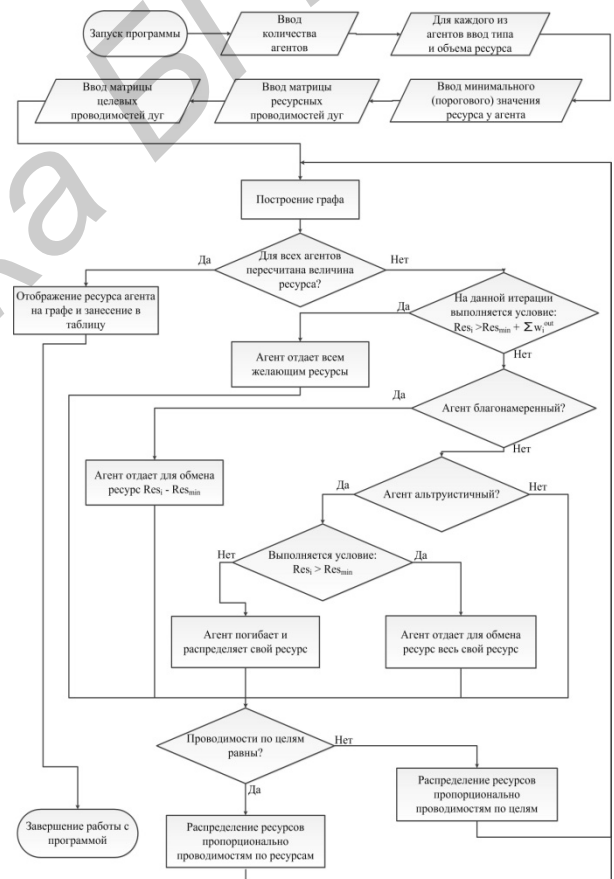 Запуск программы
Ввод
количества
агентов
Для каждого из
агентов ввод типа
и объема ресурса
Ввод матрицы
целевых
проводимостей дуг
Ввод матрицы
ресурсных
проводимостей дуг
Ввод минимального
(порогового) значения
ресурса у агента
Построение графа
Да
Для всех агентов
пересчитана величина
ресурса?
Нет
Отображение ресурса агента
на графе и занесение в
таблицу
Да
На данной итерации
выполняется условие:
Resᵢ >Resmin + Σwᵢout
Нет
Агент отдает всем
желающим ресурсы
Да
Агент благонамеренный?
Нет
Агент отдает для обмена
ресурс Resᵢ - Resmin
Да
Агент альтруистичный?
Нет
Нет
Выполняется условие:
Resᵢ > Resmin
Да
Агент погибает и
распределяет свой ресурс
Агент отдает для обмена
ресурс весь свой ресурс
Проводимости по целям
равны?
Нет
Да
Распределение ресурсов
пропорционально
проводимостям по целям
Завершение работы с
программой
Распределение ресурсов
пропорционально
проводимостям по ресурсам